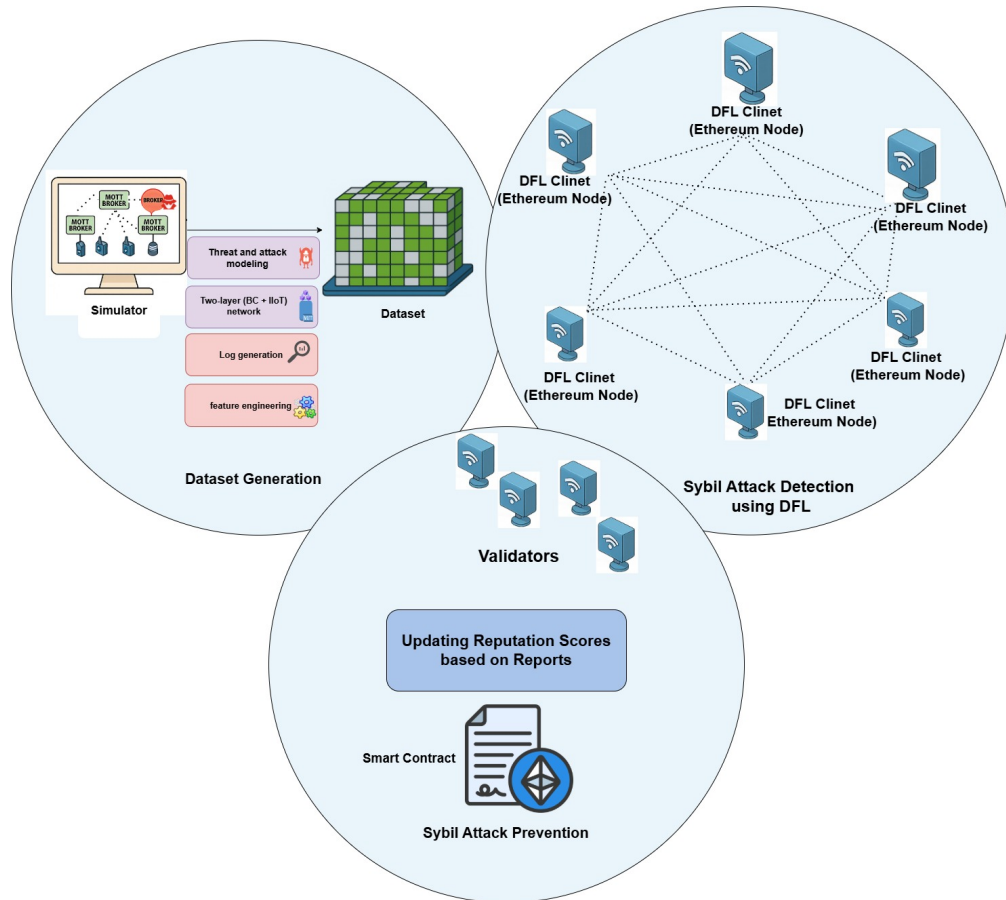 MOTT
BROKER
BROKER
MOTT
BROKER
MOTT
BROKER
Simulator
Threat and attack
modeling
Two-layer (BC + IIoT)
network
Log generation
feature engineering
Dataset
Dataset Generation
DFL Clinet
(Ethereum Node)
DFL Clinet
(Ethereum Node)
DFL Clinet
(Ethereum Node)
DFL Clinet
(Ethereum Node)
DFL Clinet
(Ethereum Node)
DFL Clinet
Ethereum Node)
Sybil Attack Detection
using DFL
Validators
Updating Reputation Scores
based on Reports
Smart Contract
Sybil Attack Prevention